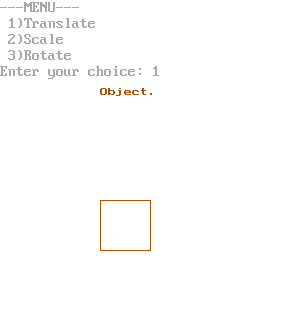 ---MENU---
1)Translate
2)Scale
3)Rotate
Enter your choice: 1
Object.